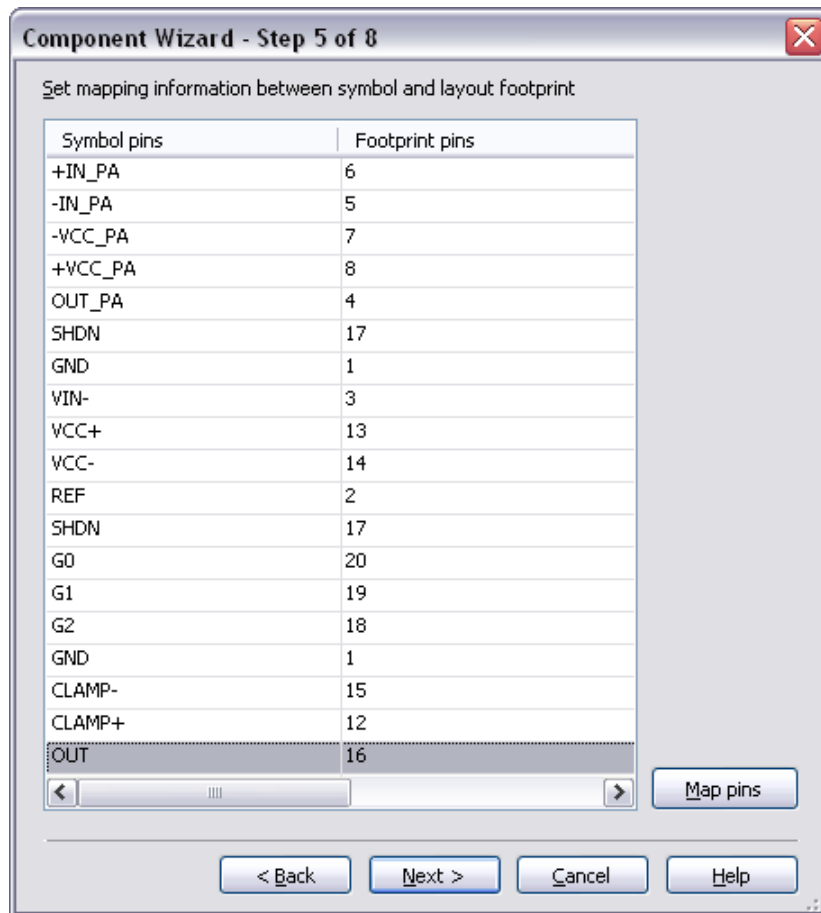 Component Wizard - Step 5 of 8
Set mapping information between symbol and layout footprint
Symbol pins Footprint pins
+IN_PA 6
-IN_PA 5
-VCC_PA 7
+VCC_PA 8
OUT_PA 4
SHDN 17
GND 1
VIN- 3
VCC+ 13
VCC- 14
REF 2
SHDN 17
G0 20
G1 19
G2 18
GND 1
CLAMP- 15
CLAMP+ 12
OUT 16
Map pins
< Back Next > Cancel Help